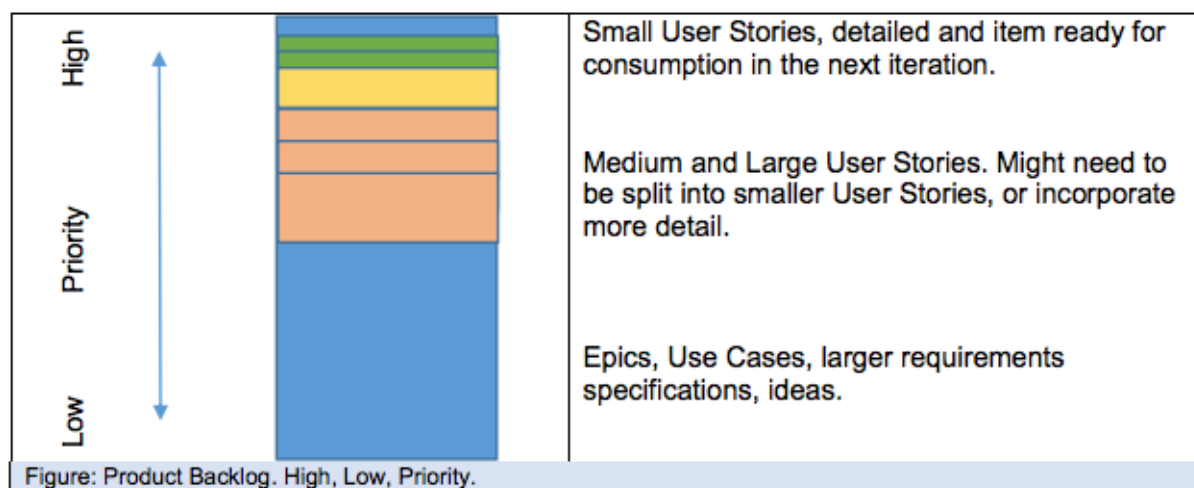 High
Priority
Low
Small User Stories, detailed and item ready for
consumption in the next iteration.
Medium and Large User Stories. Might need to
be split into smaller User Stories, or incorporate
more detail.
Epics, Use Cases, larger requirements
specifications, ideas.
Figure: Product Backlog. High, Low, Priority.